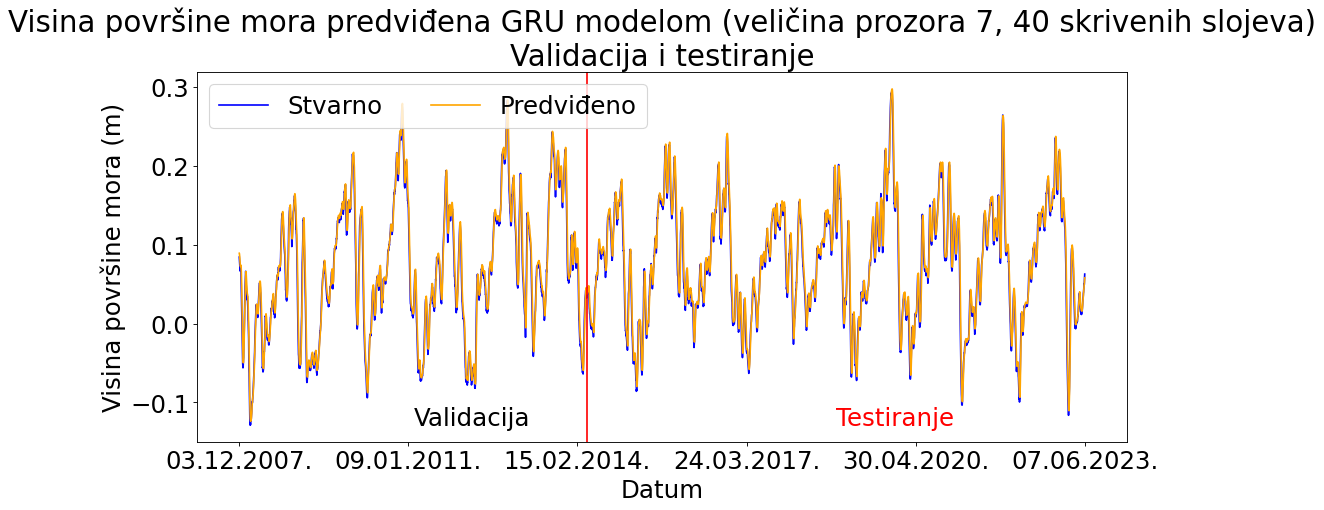 Visina površine mora predviđena GRU modelom (veličina prozora 7, 40 skrivenih slojeva)
Validacija i testiranje
Stvarno Predviđeno
Visina površine mora (m)
0.3
0.2
0.1
0.0
−0.1
Validacija
Testiranje
03.12.2007. 09.01.2011. 15.02.2014. 24.03.2017. 30.04.2020. 07.06.2023.
Datum